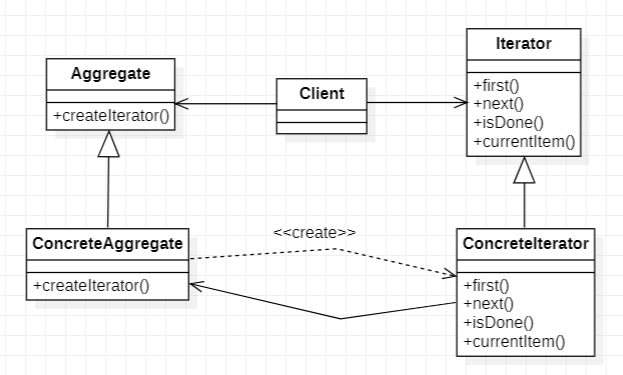 Aggregate
+createIterator()
Client
Iterator
+first()
+next()
+isDone()
+currentItem()
ConcreteAggregate
+createIterator()
<<create>>
ConcreteIterator
+first()
+next()
+isDone()
+currentItem()